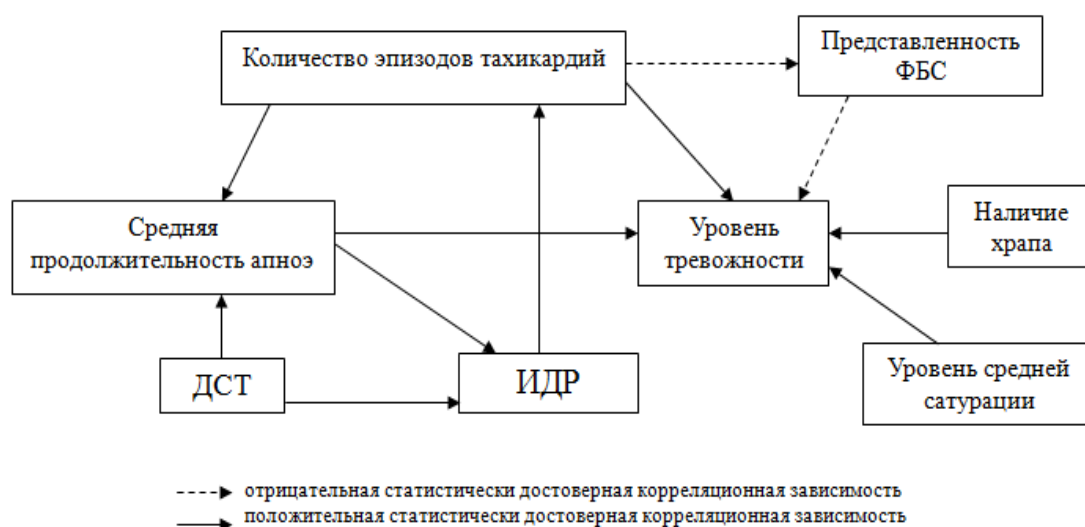 Количество эпизодов тахикардий
Представленность
ФБС
Средняя
продолжительность апноэ
Уровень
тревожности
Наличие
храпа
ДСТ
ИДР
Уровень средней
сатурации
отрицательная статистически достоверная корреляционная зависимость
положительная статистически достоверная корреляционная зависимость